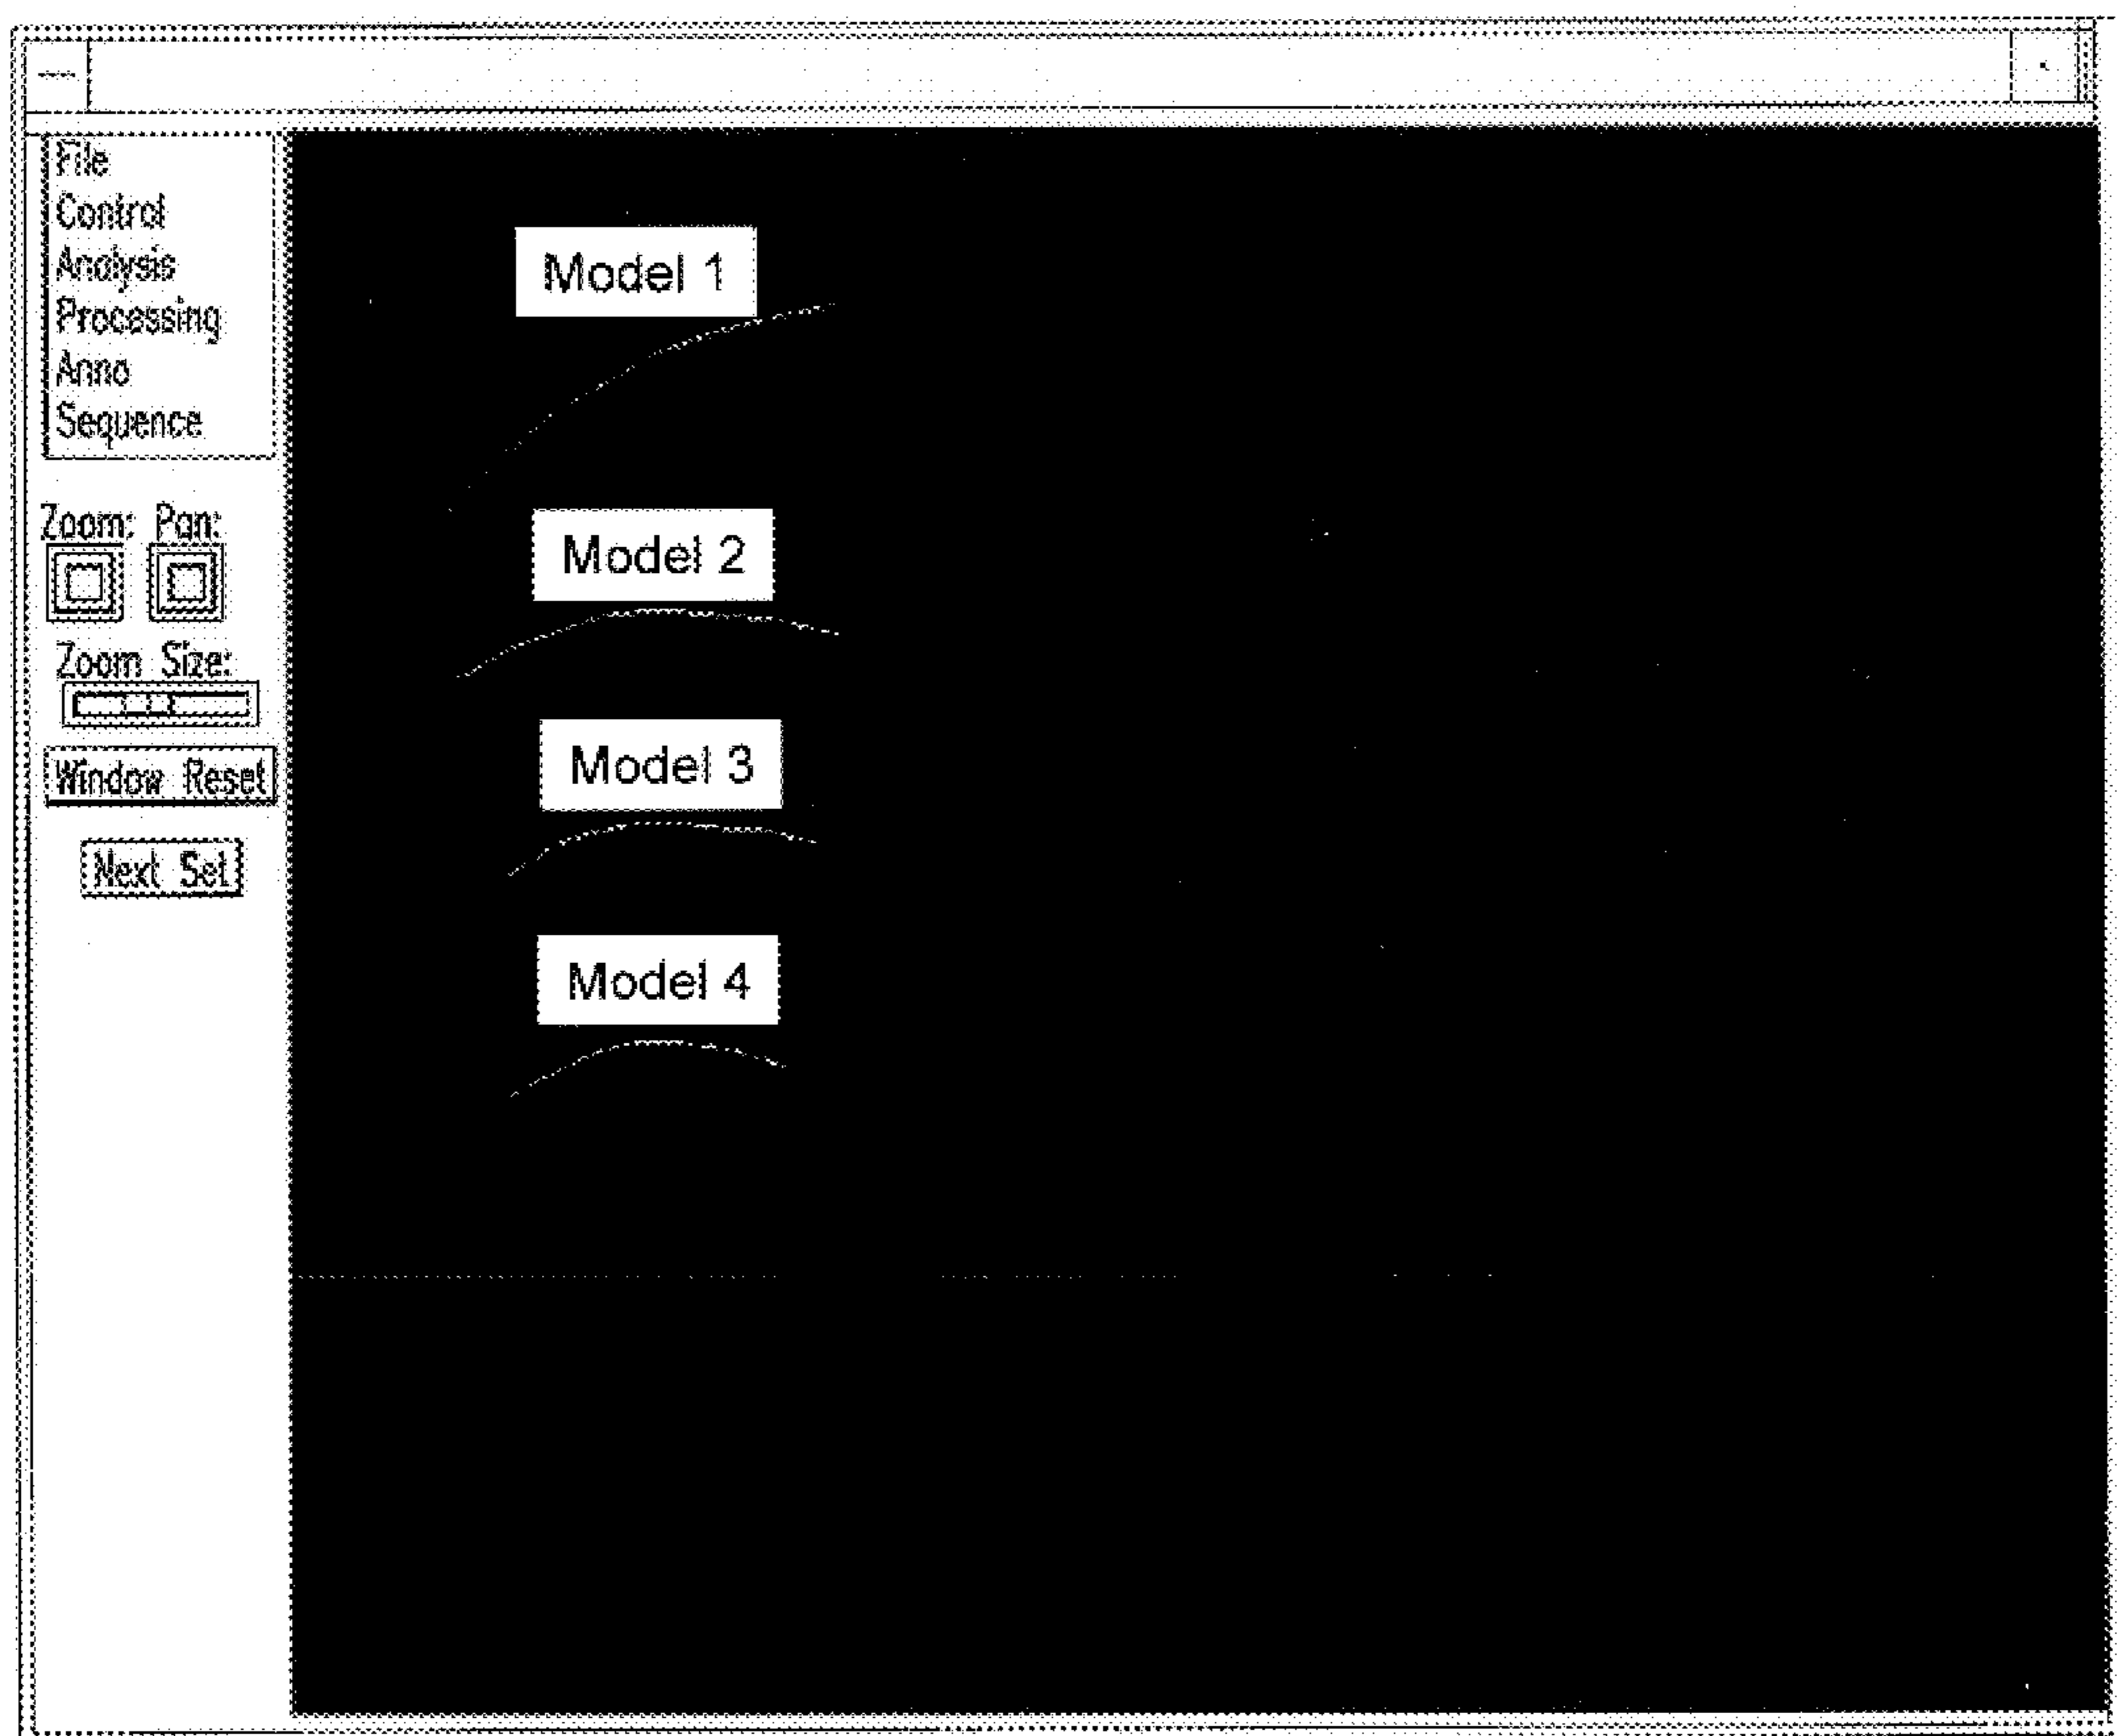 File
Control
Analysis
Processing
Anno
Sequence
Zoom: Pan:
Zoom Size:
Window Reset
Next Set
Model 1
Model 2
Model 3
Model 4